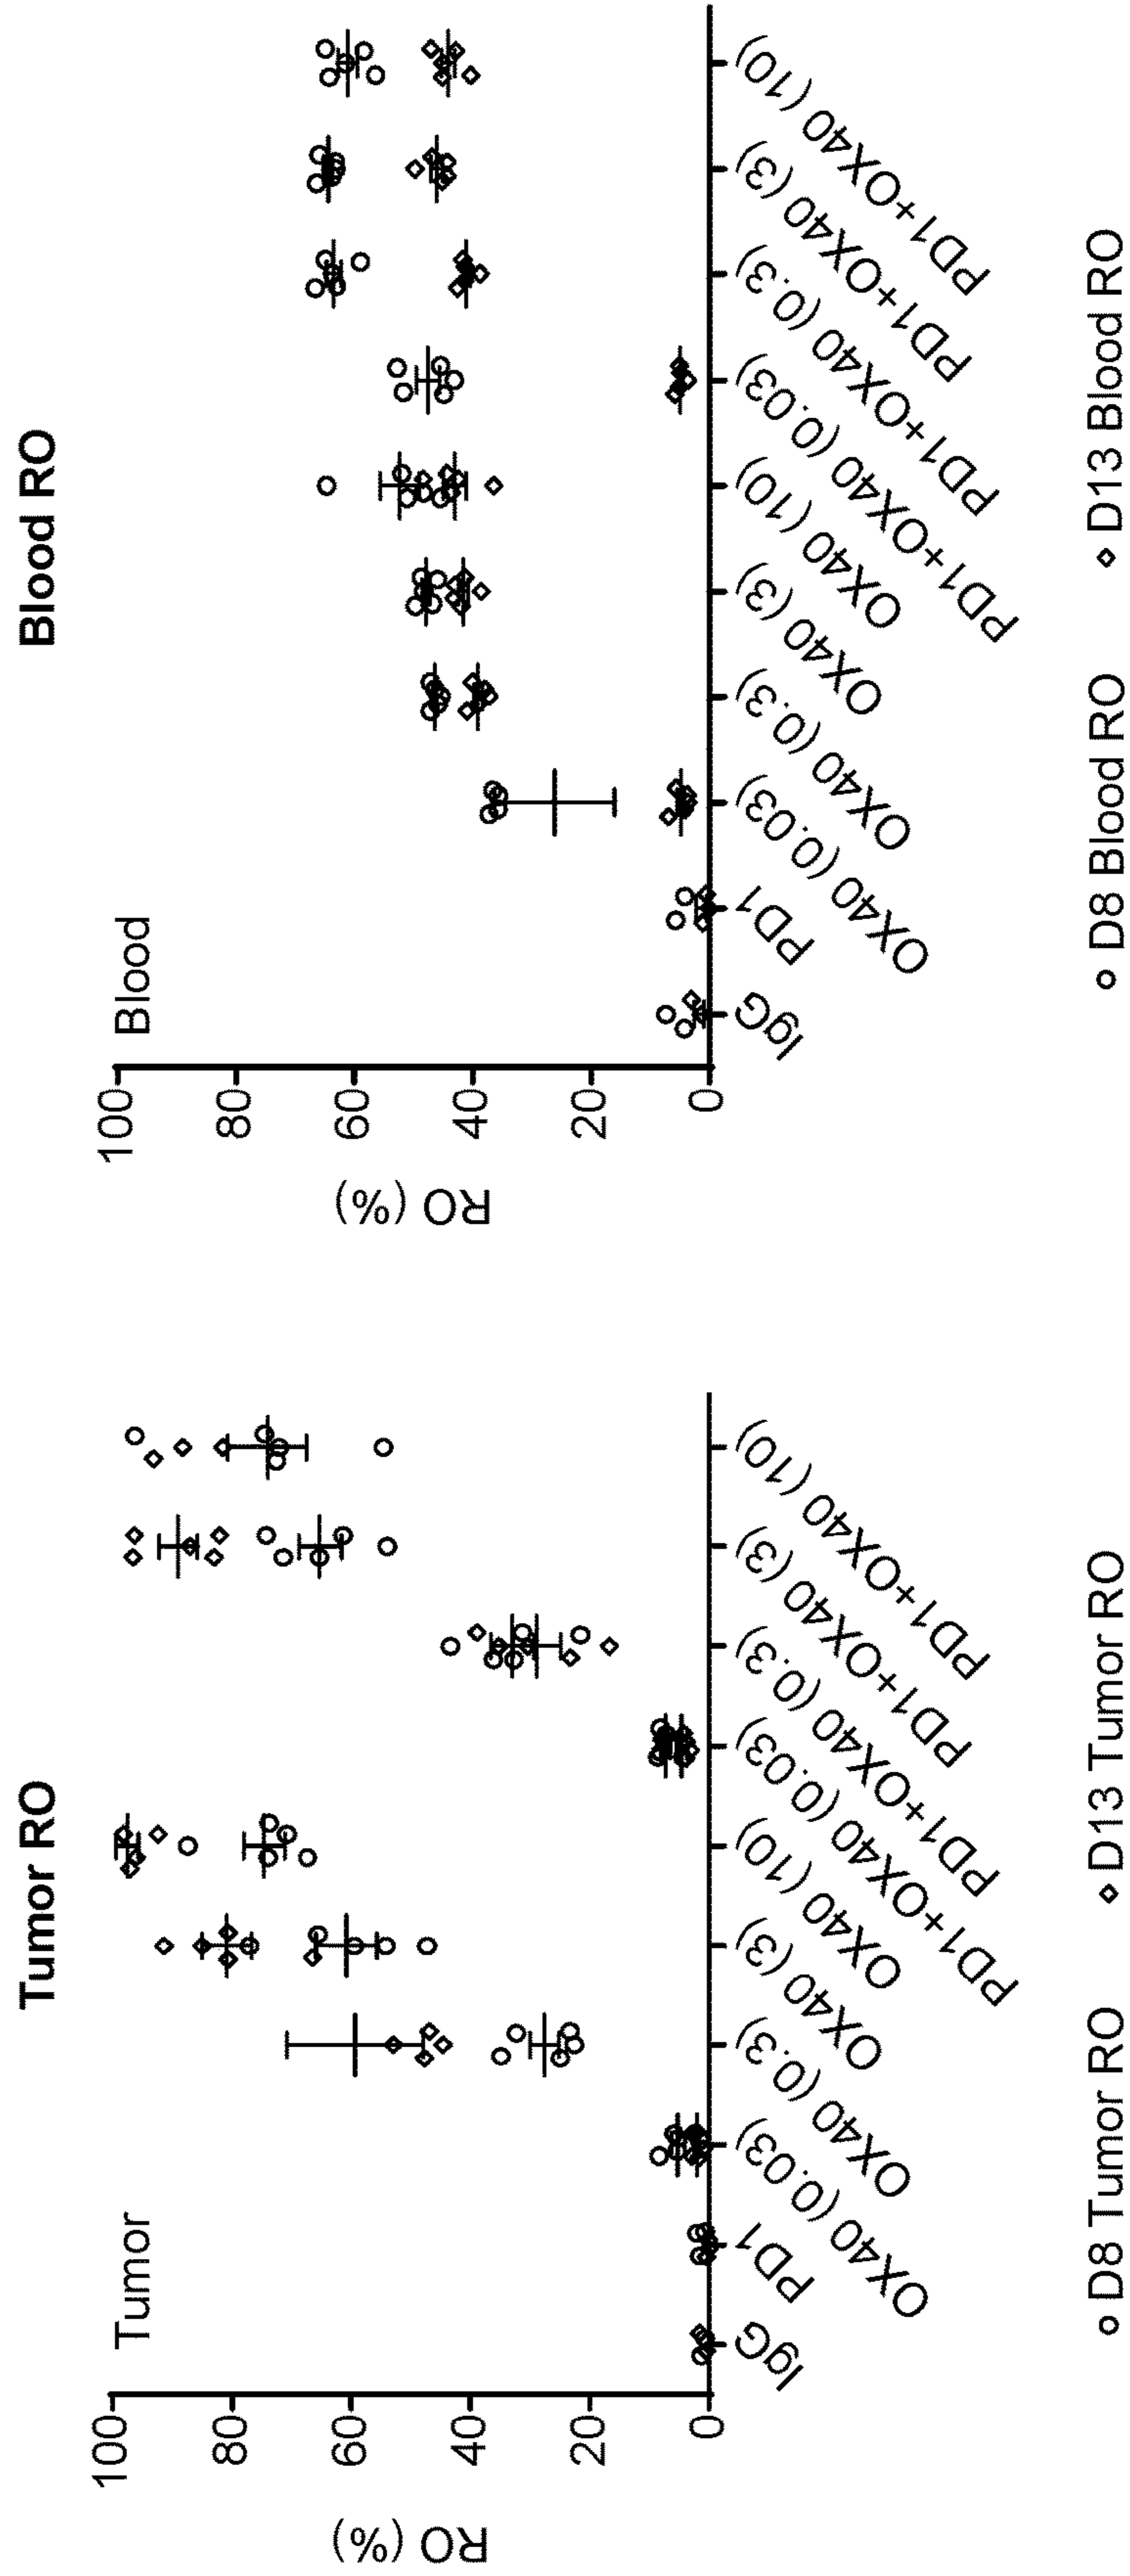 Tumor RO
Tumor
RO (%)
100
80
60
40
20
0
IgG
PD1
OX40 (0.03)
OX40 (0.3)
OX40 (3)
OX40 (10)
PD1+OX40 (0.03)
PD1+OX40 (0.3)
PD1+OX40 (3)
PD1+OX40 (10)
D8 Tumor RO
D13 Tumor RO
Blood RO
Blood
RO (%)
100
80
60
40
20
0
IgG
PD1
OX40 (0.03)
OX40 (0.3)
OX40 (3)
OX40 (10)
PD1+OX40 (0.03)
PD1+OX40 (0.3)
PD1+OX40 (3)
PD1+OX40 (10)
D8 Blood RO
D13 Blood RO